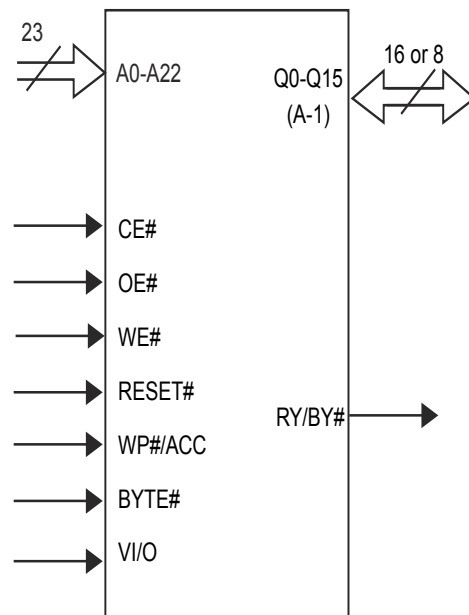 23
16 or 8
A0-A22
Q0-Q15
(A-1)
CE#
OE#
WE#
RESET#
RY/BY#
WP#/ACC
BYTE#
VI/O